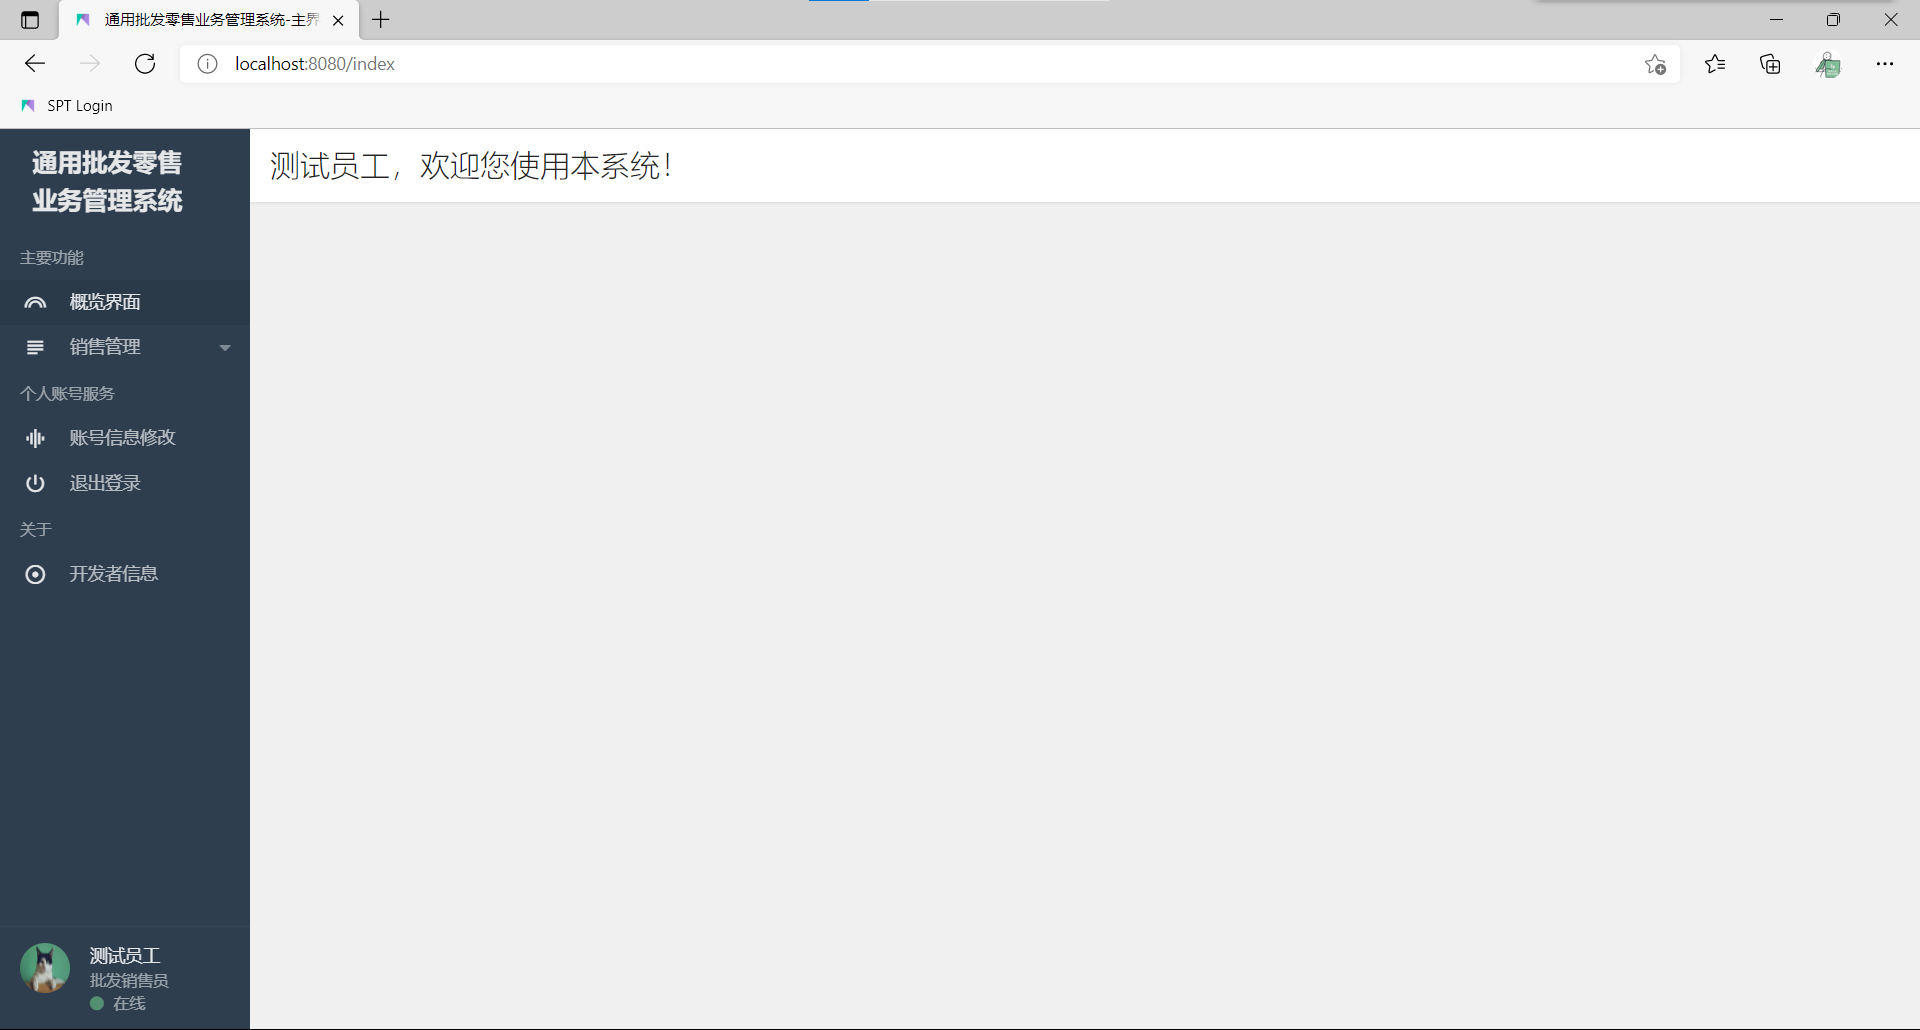 通用批发零售业务管理系统-主界
localhost:8080/index
SPT Login
通用批发零售
业务管理系统
主要功能
概览界面
销售管理
个人账号服务
账号信息修改
退出登录
关于
开发者信息
测试员工
批发销售员
在线
测试员工，欢迎您使用本系统！